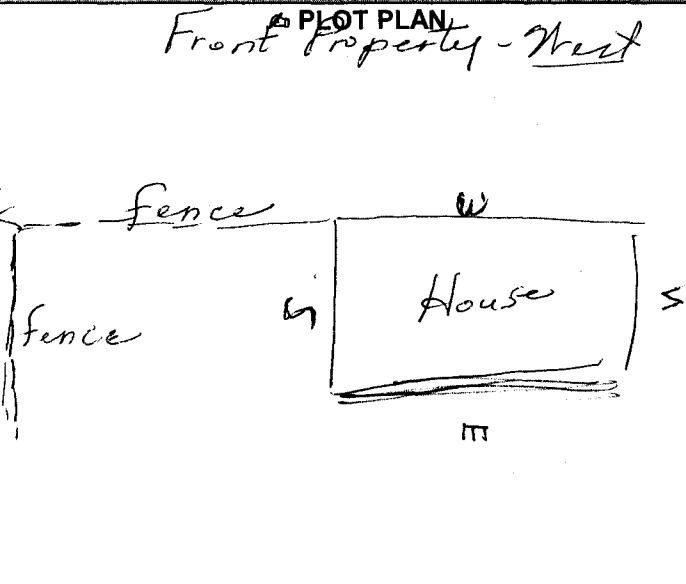 PLOT PLAN
Front Property - West
fence
W
fence
House
S
E